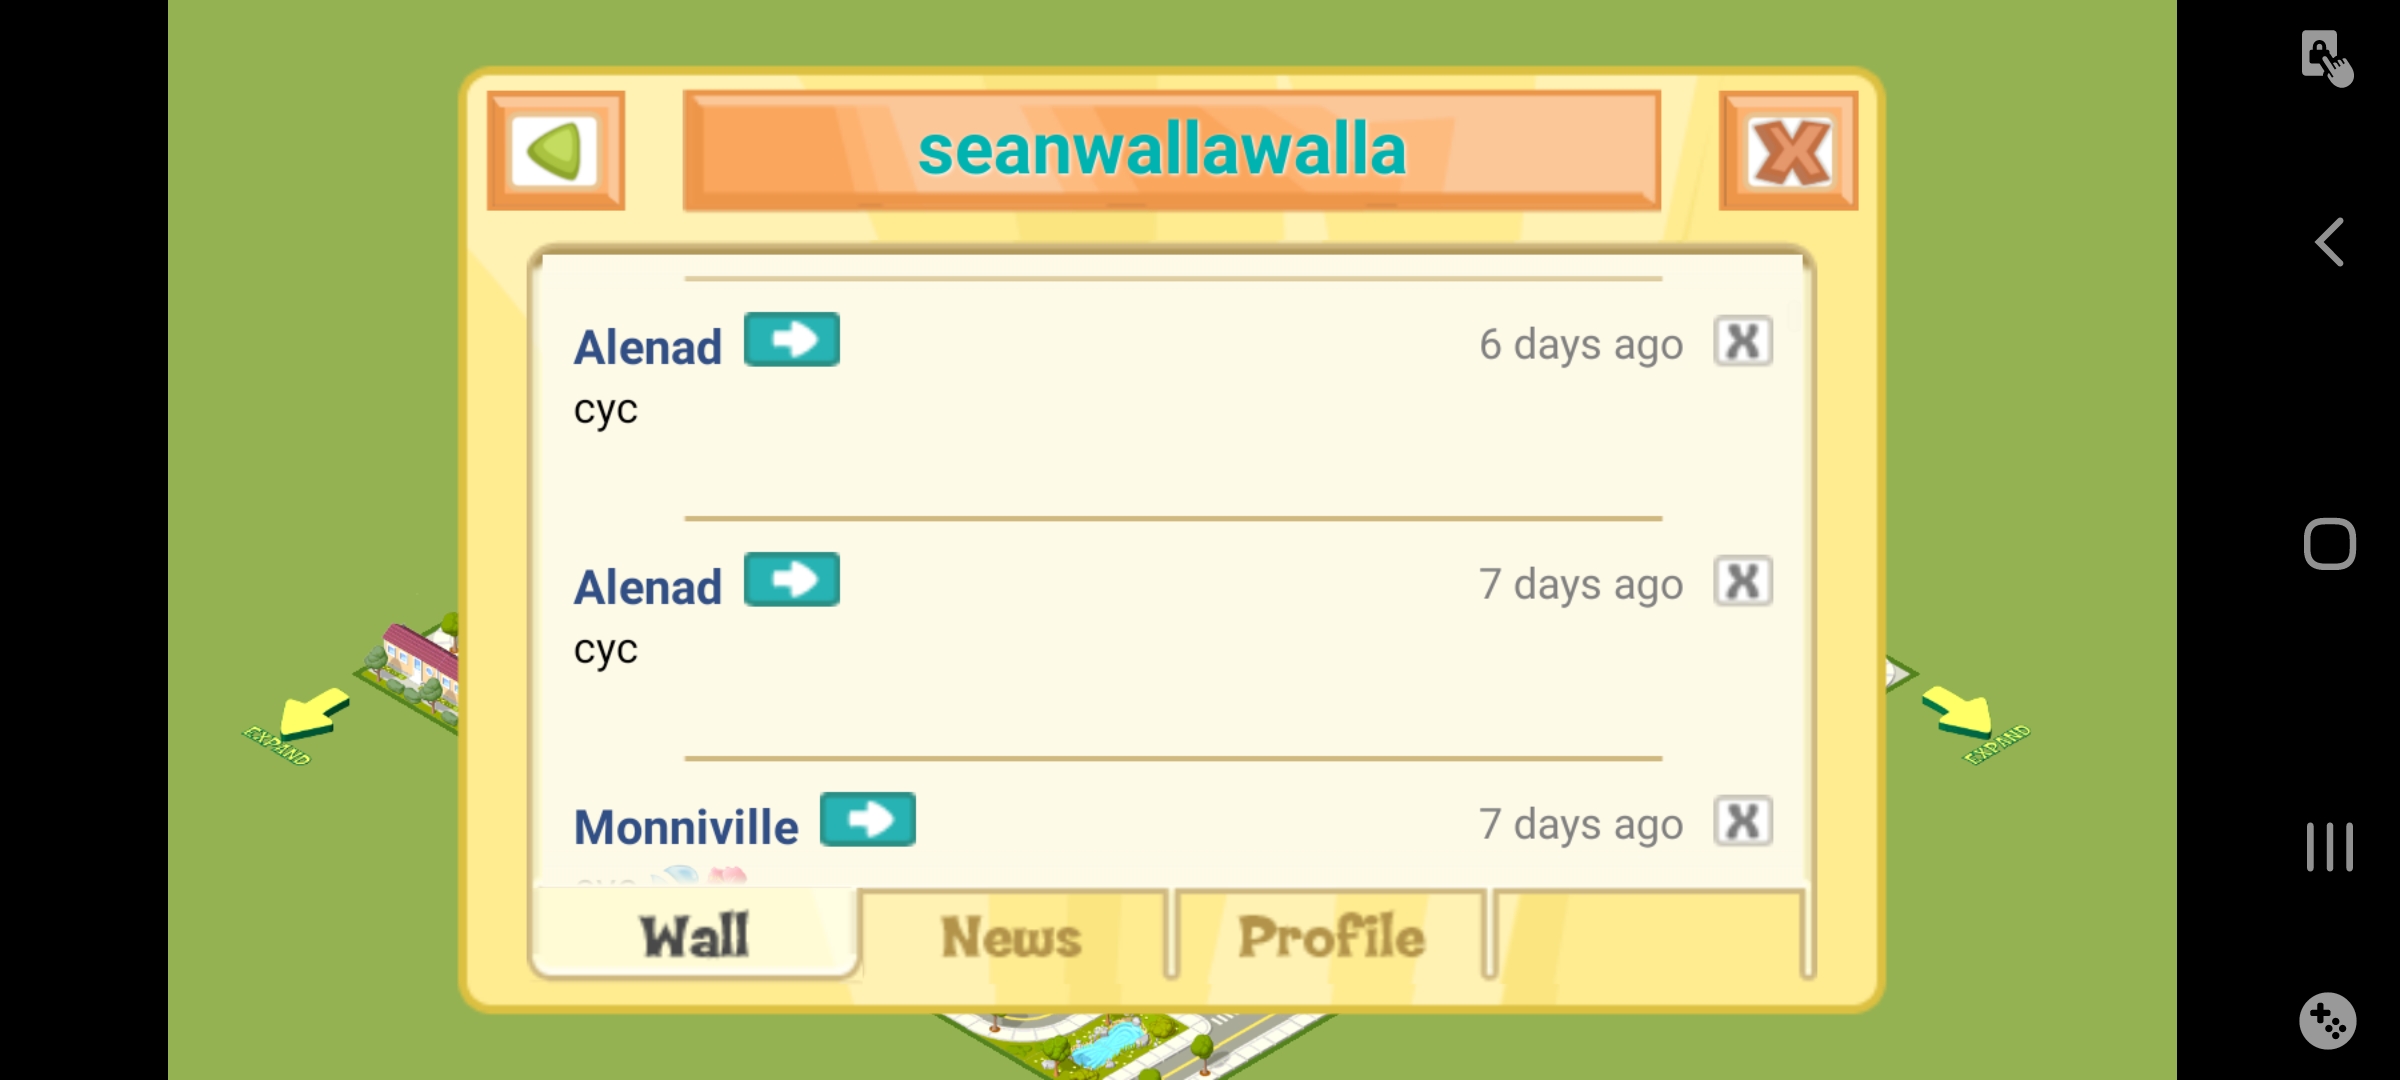 seanwallawalla
Alenad
6 days ago
cyc
Alenad
7 days ago
cyc
Monniville
7 days ago
Wall
News
Profile
EXPAND
EXPAND